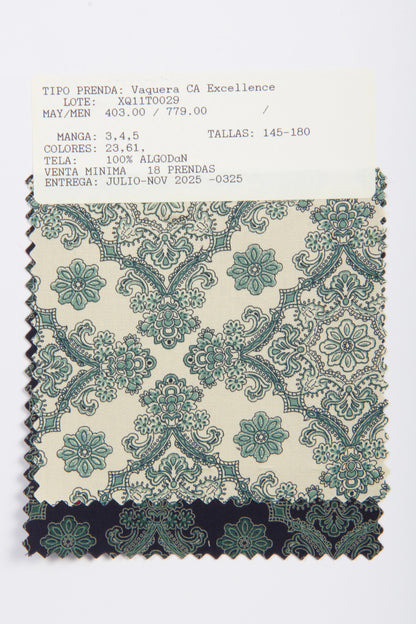 TIPO PRENDA: Vaquera CA Excellence
LOTE: XQ11T0029
MAY/MEN 403.00 / 779.00 /
MANGA: 3,4,5 TALLAS: 145-180
COLORES: 23,61,
TELA: 100% ALGODαN
VENTA MINIMA 18 PRENDAS
ENTREGA: JULIO-NOV 2025 -0325